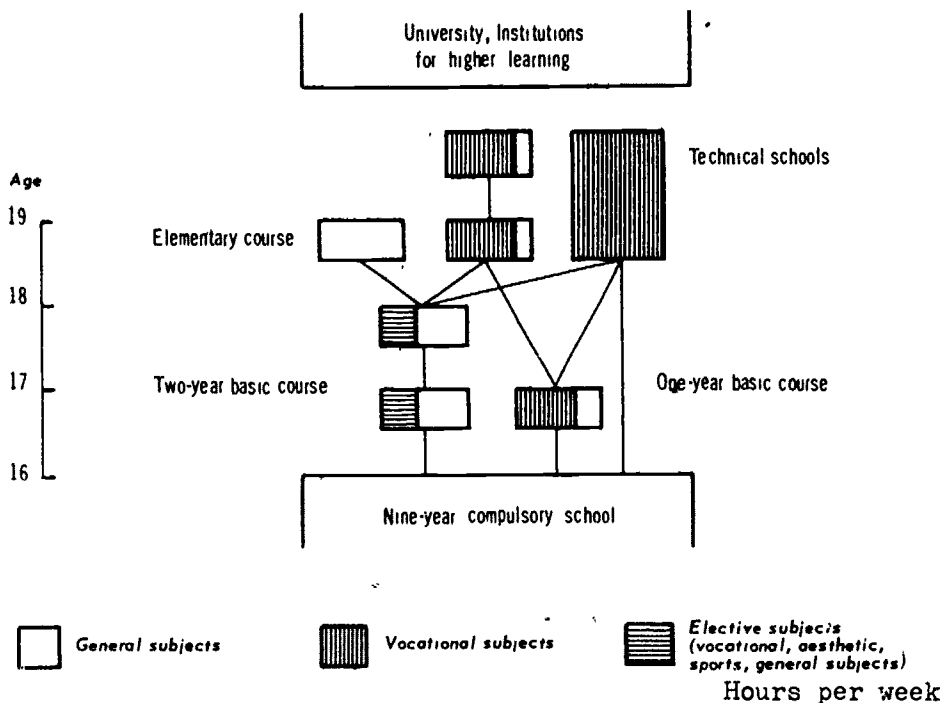 University, Institutions
for higher learning
Technical schools
Age
19
Elementary course
18
Two-year basic course
17
One-year basic course
16
Nine-year compulsory school
General subjects
Vocational subjects
Elective subjects
(vocational, aesthetic,
sports, general subjects)
Hours per week